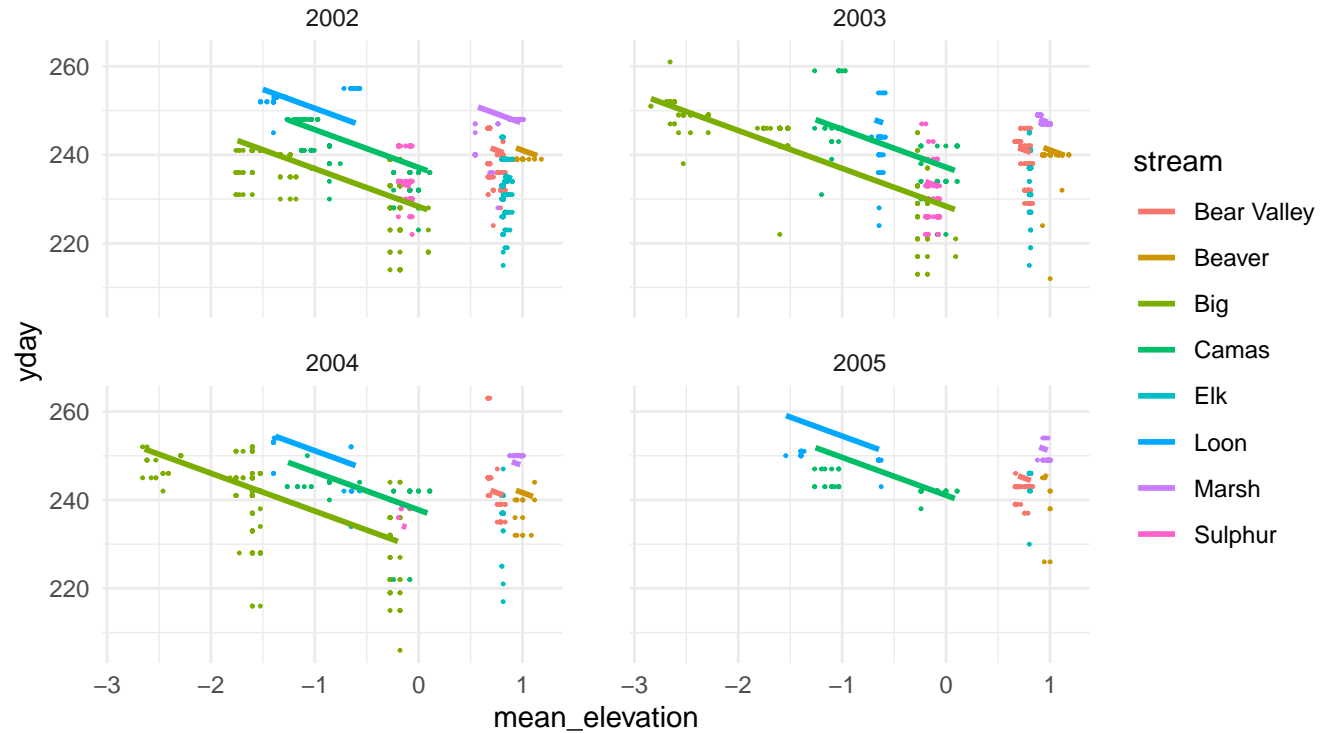 2002
2003
260
240
220
2004
2005
260
240
220
−3
−2
−1
0
1
−3
−2
−1
0
1
yday
mean_elevation
stream
Bear Valley
Beaver
Big
Camas
Elk
Loon
Marsh
Sulphur